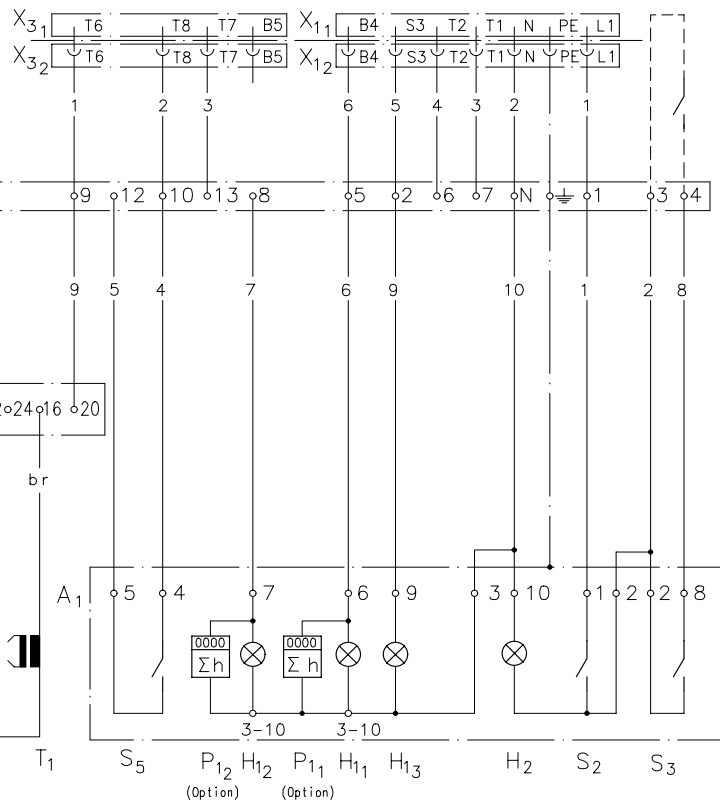 X31 T6 T8 T7 B5 X11 B4 S3 T2 T1 N PE L1
X32 T6 T8 T7 B5 X12 B4 S3 T2 T1 N PE L1
1 2 3 6 5 4 3 2 1
9 12 10 13 8 5 2 6 7 N 1 3 4
9 5 4 7 6 9 10 1 2 8
24 16 20
br
A1 5 4 7 6 9 3 10 1 2 2 8
0000 0000
Σh Σh
3-10 3-10
T1 S5 P12 H12 P11 H11 H13 H2 S2 S3
(Option) (Option)